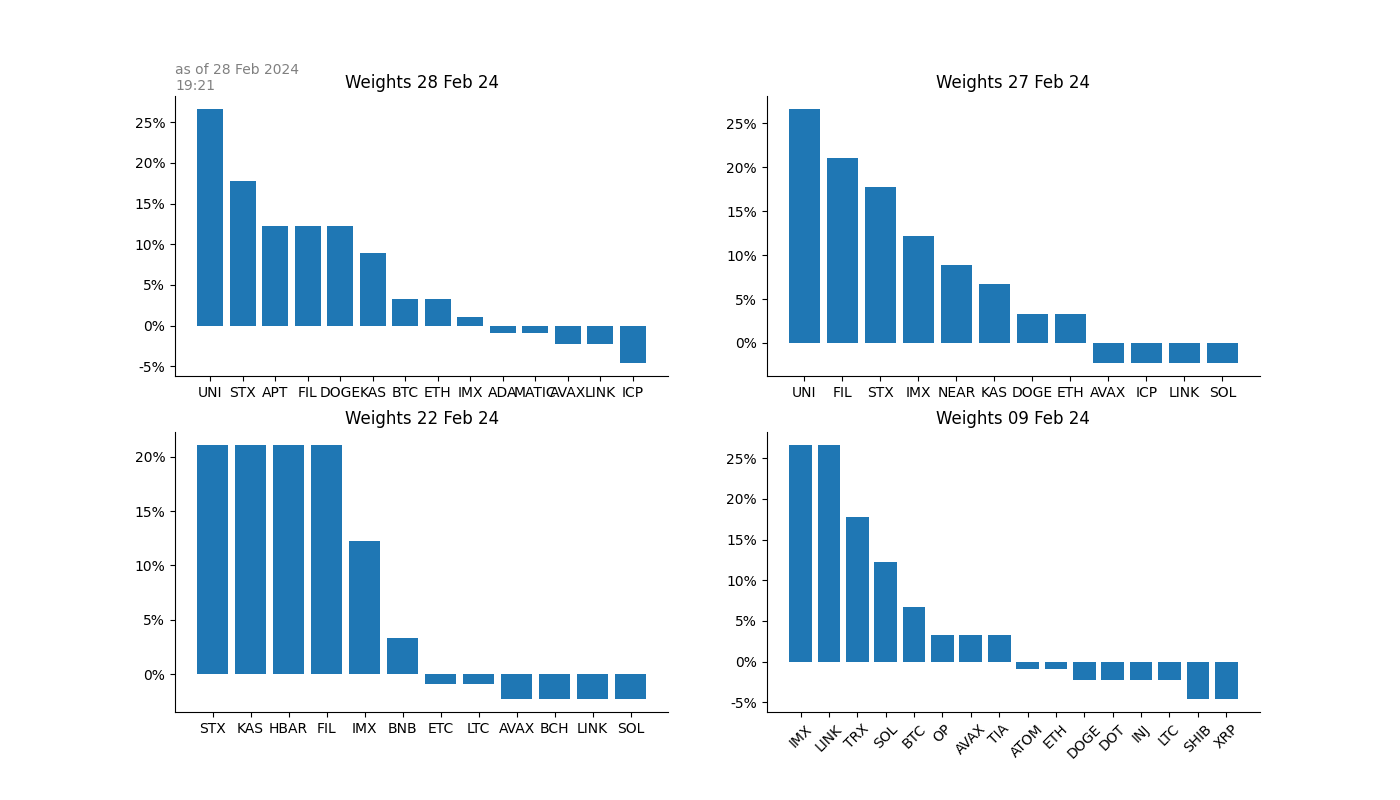 as of 28 Feb 2024
19:21
Weights 28 Feb 24
25%
20%
15%
10%
5%
0%
-5%
UNI STX APT FIL DOGE KAS BTC ETH IMX ADA MATIC AVAX LINK ICP
Weights 27 Feb 24
25%
20%
15%
10%
5%
0%
UNI FIL STX IMX NEAR KAS DOGE ETH AVAX ICP LINK SOL
Weights 22 Feb 24
20%
15%
10%
5%
0%
STX KAS HBAR FIL IMX BNB ETC LTC AVAX BCH LINK SOL
Weights 09 Feb 24
25%
20%
15%
10%
5%
0%
-5%
IMX LINK TRX SOL BTC OP AVAX TIA ATOM ETH DOGE DOT INJ LTC SHIB XRP